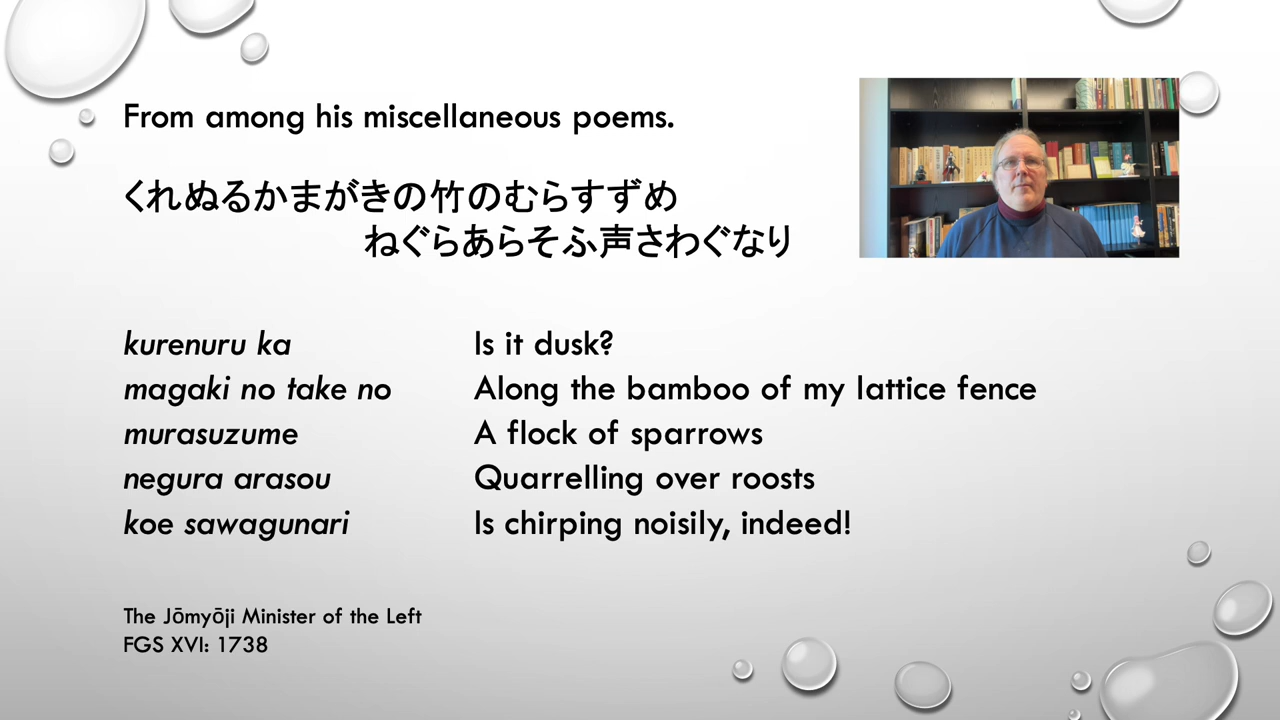 From among his miscellaneous poems.
くれぬるかまがきの竹のむらすずめ
ねぐらあらそふ声さわぐなり
kurenuru ka
magaki no take no
murasuzume
negura arasou
koe sawagunari
Is it dusk?
Along the bamboo of my lattice fence
A flock of sparrows
Quarrelling over roosts
Is chirping noisily, indeed!
The Jōmyōji Minister of the Left
FGS XVI: 1738